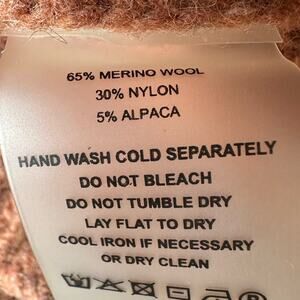 65% MERINO WOOL
30% NYLON
5% ALPACA
HAND WASH COLD SEPARATELY
DO NOT BLEACH
DO NOT TUMBLE DRY
LAY FLAT TO DRY
COOL IRON IF NECESSARY
OR DRY CLEAN